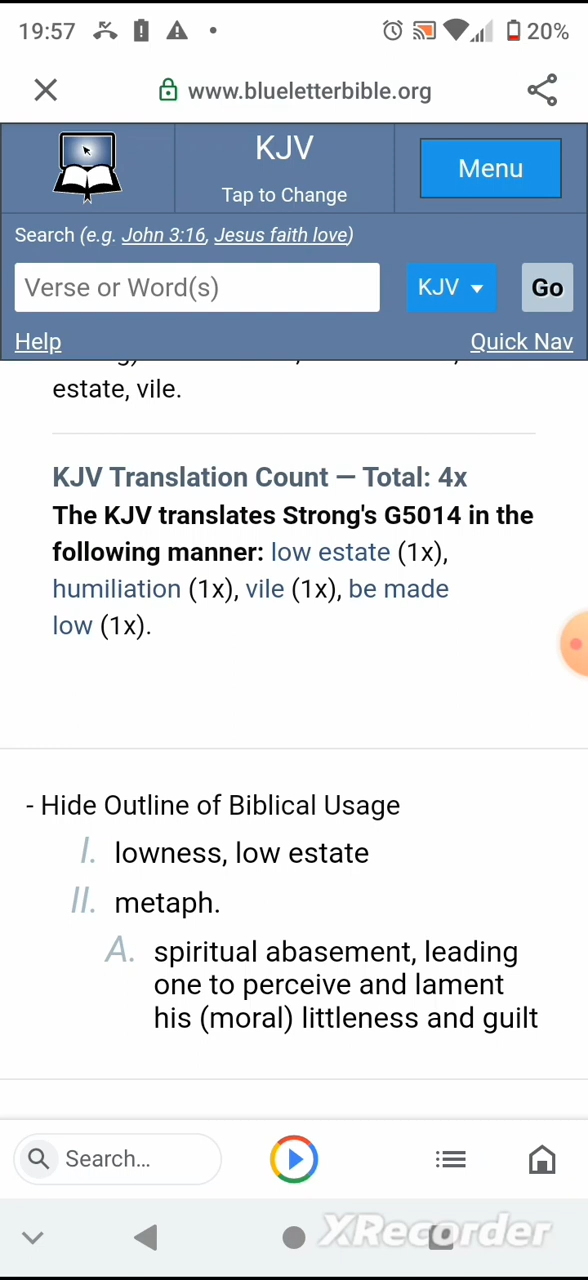 19:57
20%
www.blueletterbible.org
KJV
Tap to Change
Menu
Search (e.g. John 3:16, Jesus faith love)
Verse or Word(s)
KJV
Go
Help
Quick Nav
estate, vile.
KJV Translation Count — Total: 4x
The KJV translates Strong's G5014 in the
following manner: low estate (1x),
humiliation (1x), vile (1x), be made
low (1x).
- Hide Outline of Biblical Usage
I. lowness, low estate
II. metaph.
A. spiritual abasement, leading
one to perceive and lament
his (moral) littleness and guilt
Search...
XRecorder